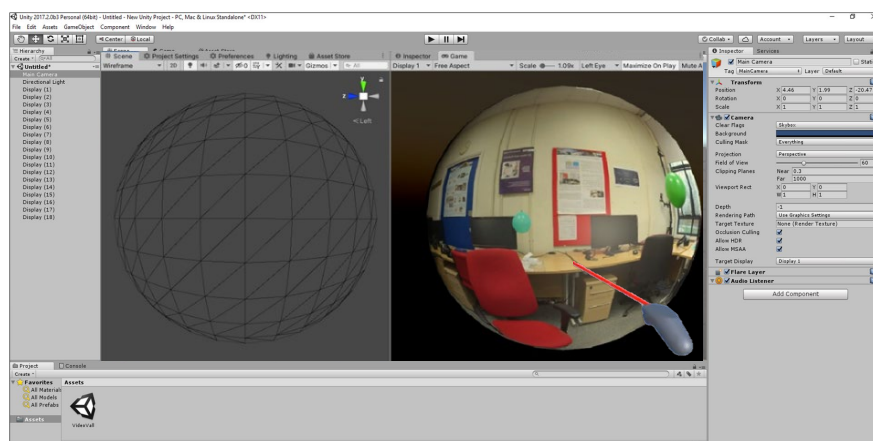 Unity 2017.2.0b3 Personal (64bit) - Untitled - New Unity Project - PC, Mac & Linux Standalone* <DX11>
File Edit Assets GameObject Component Window Help
Center Local
Collab Account Layers Layout
Hierarchy
Create All
Untitled*
Main Camera
Directional Light
Display (1)
Display (2)
Display (3)
Display (4)
Display (5)
Display (6)
Display (7)
Display (8)
Display (9)
Display (10)
Display (11)
Display (12)
Display (13)
Display (14)
Display (15)
Display (16)
Display (17)
Display (18)
Scene Project Settings Preferences Lighting Asset Store
Wireframe 2D Gizmos All
y
z
Left
Inspector Game
Display 1 Free Aspect Scale 1.09x Left Eye Maximize On Play Mute A
Inspector Services
Main Camera Stati
Tag MainCamera Layer Default
Transform
Position X 4.46 Y 1.99 Z -20.47
Rotation X 0 Y 0 Z 0
Scale X 1 Y 1 Z 1
Camera
Clear Flags Skybox
Background
Culling Mask Everything
Projection Perspective
Field of View 60
Clipping Planes Near 0.3
Far 1000
Viewport Rect X 0 Y 0
W 1 H 1
Depth -1
Rendering Path Use Graphics Settings
Target Texture None (Render Texture)
Occlusion Culling
Allow HDR
Allow MSAA
Target Display Display 1
Flare Layer
Audio Listener
Add Component
Project Console
Create
Favorites
All Material
All Models
All Prefabs
Assets
Assets
VideoVall